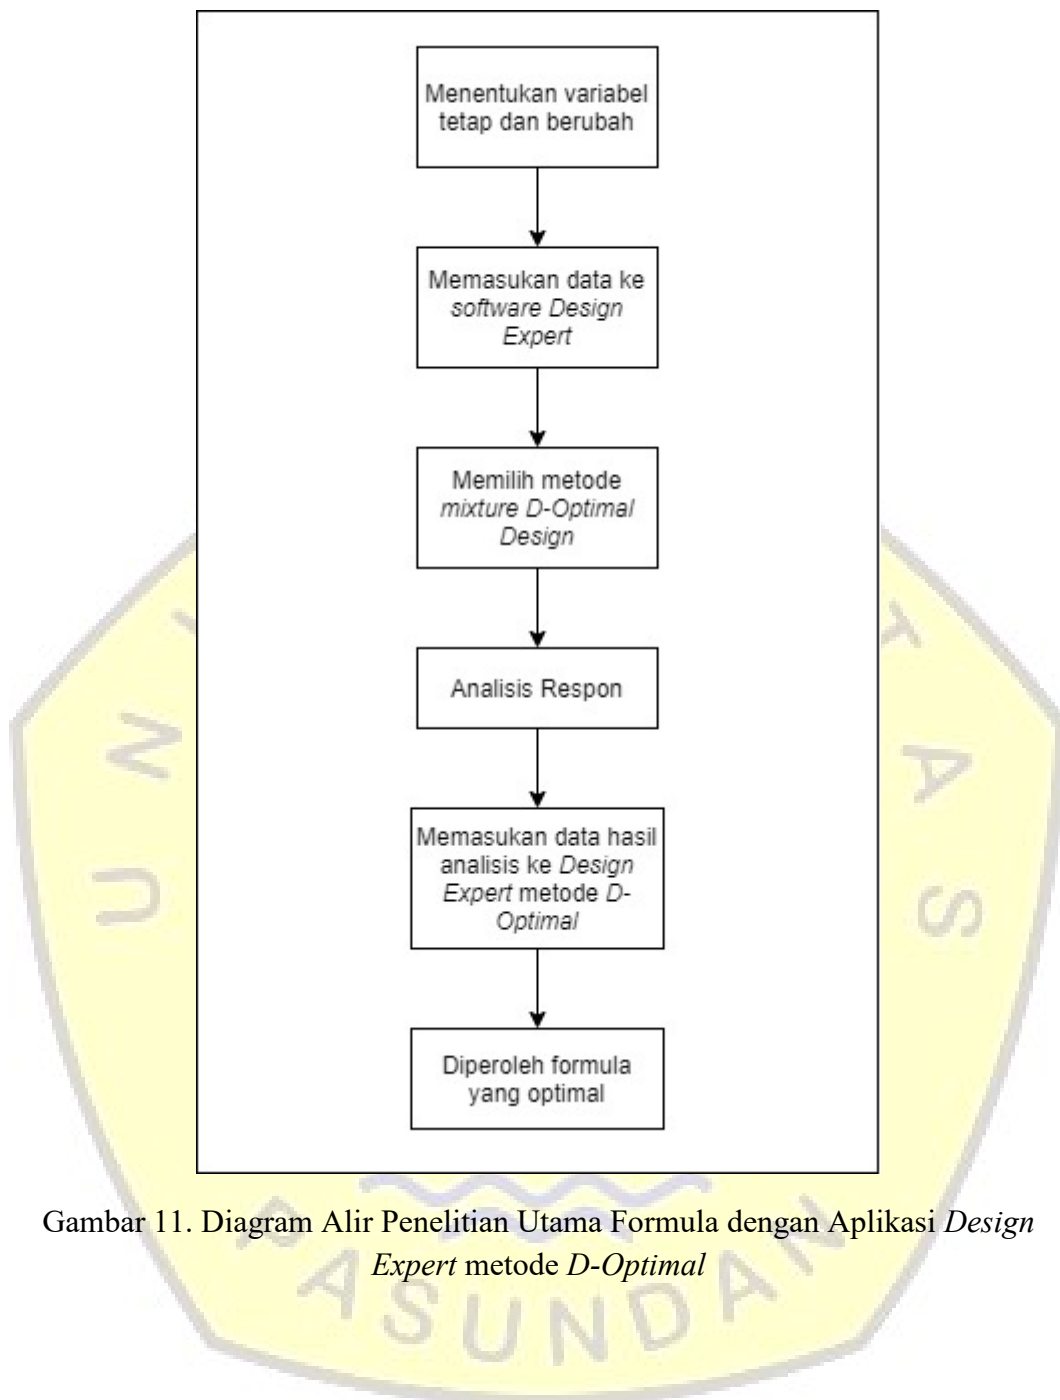 Menentukan variabel
tetap dan berubah
Memasukan data ke
software Design
Expert
Memilih metode
mixture D-Optimal
Design
Analisis Respon
Memasukan data hasil
analisis ke Design
Expert metode D-
Optimal
Diperoleh formula
yang optimal
Gambar 11. Diagram Alir Penelitian Utama Formula dengan Aplikasi Design
Expert metode D-Optimal
PASUNDAN